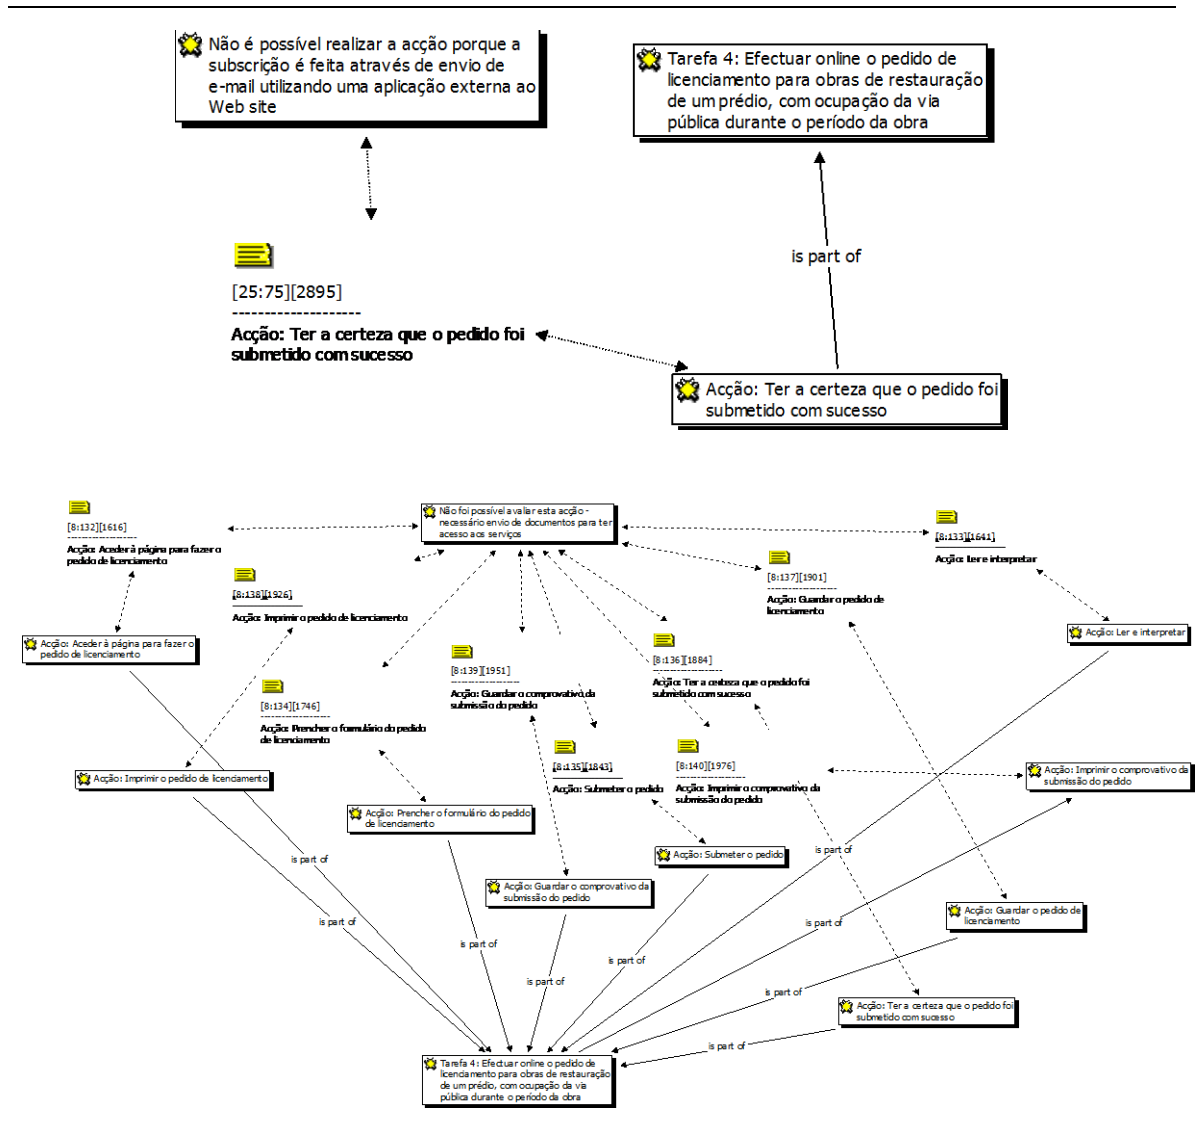 Não é possível realizar a acção porque a
subscrição é feita através de envio de
e-mail utilizando uma aplicação externa ao
Web site
Tarefa 4: Efectuar online o pedido de
licenciamento para obras de restauração
de um prédio, com ocupação da via
pública durante o período da obra
is part of
[25:75][2895]
--------------------
Acção: Ter a certeza que o pedido foi
submetido com sucesso
Acção: Ter a certeza que o pedido foi
submetido com sucesso
Não foi possível avaliar esta acção -
necessário envio de documentos para ter
acesso aos serviços
[8:132][1616]
--------------------
Acção: Aceder à página para fazer o
pedido de licenciamento
[8:133][1641]
Acção: Ler e interpretar
[8:137][1901]
--------------------
Acção: Guardar o pedido de
licenciamento
[8:138][1926]
Acção: Imprimir o pedido de licenciamento
Acção: Aceder à página para fazer o
pedido de licenciamento
Acção: Ler e interpretar
[8:139][1951]
--------------------
Acção: Guardar o comprovativo da
submissão do pedido
[8:136][1884]
--------------------
Acção: Ter a certeza que o pedido foi
submetido com sucesso
[8:134][1746]
--------------------
Acção: Prencher o formulário do pedido
de licenciamento
[8:135][1843]
Acção: Submeter o pedido
[8:140][1976]
--------------------
Acção: Imprimir o comprovativo da
submissão do pedido
Acção: Imprimir o pedido de licenciamento
Acção: Imprimir o comprovativo da
submissão do pedido
Acção: Prencher o formulário do pedido
de licenciamento
Acção: Submeter o pedido
is part of
is part of
Acção: Guardar o comprovativo da
submissão do pedido
Acção: Guardar o pedido de
licenciamento
is part of
is part of
is part of
is part of
is part of
is part of
Acção: Ter a certeza que o pedido foi
submetido com sucesso
is part of
Tarefa 4: Efectuar online o pedido de
licenciamento para obras de restauração
de um prédio, com ocupação da via
pública durante o período da obra